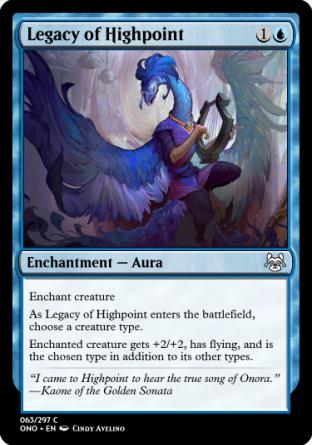 Legacy of Highpoint 1
Enchantment — Aura
Enchant creature
As Legacy of Highpoint enters the battlefield,
choose a creature type.
Enchanted creature gets +2/+2, has flying, and is
the chosen type in addition to its other types.
“I came to Highpoint to hear the true song of Onora.”
—Kaone of the Golden Sonata
063/297 C
ONO • EN Cindy Avelino